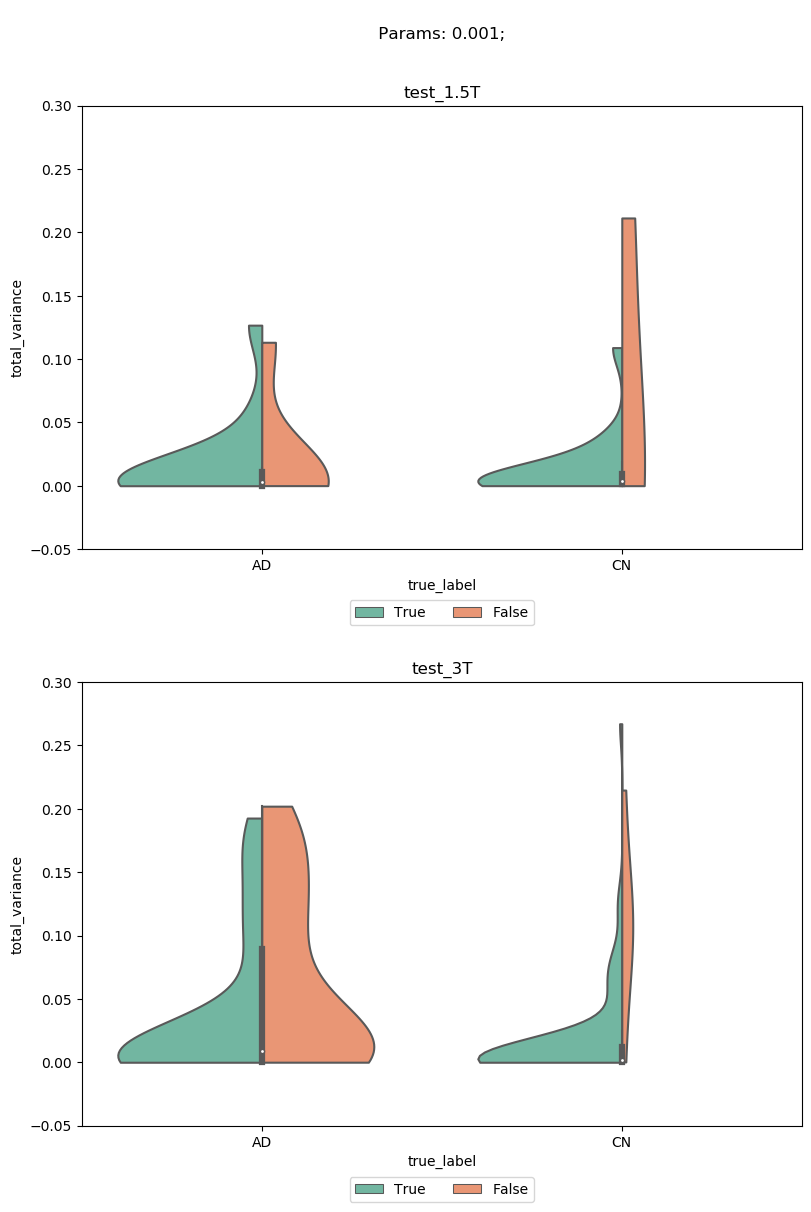 Params: 0.001;
test_1.5T
0.30
0.25
0.20
0.15
0.10
0.05
0.00
−0.05
total_variance
AD CN
true_label
True False
test_3T
0.30
0.25
0.20
0.15
0.10
0.05
0.00
−0.05
total_variance
AD CN
true_label
True False